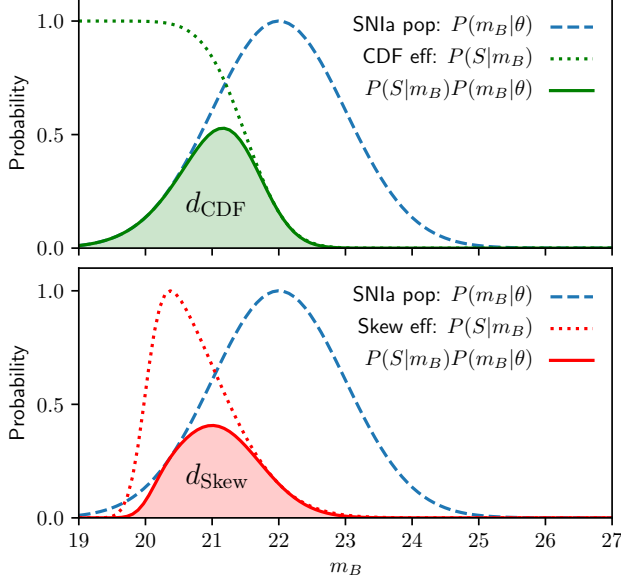 1.0
0.5
0.0
Probability
SNIa pop: P(m_B|θ)
CDF eff: P(S|m_B)
P(S|m_B)P(m_B|θ)
d_CDF
1.0
0.5
0.0
Probability
SNIa pop: P(m_B|θ)
Skew eff: P(S|m_B)
P(S|m_B)P(m_B|θ)
d_Skew
19 20 21 22 23 24 25 26 27
m_B